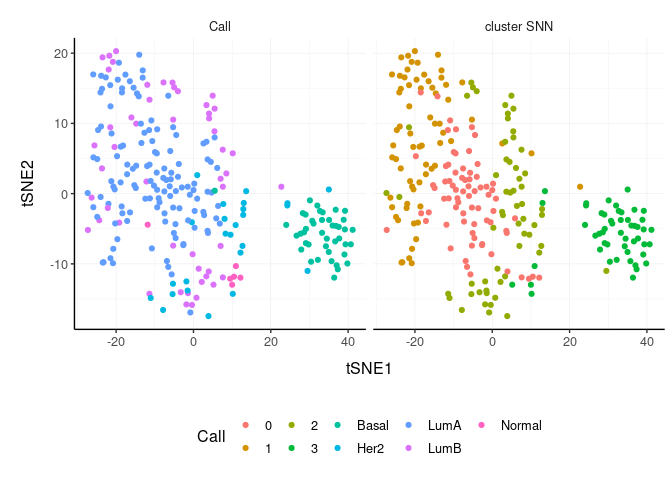 Call cluster SNN
20
10
0
-10
tSNE2
-20 0 20 40 -20 0 20 40
tSNE1
Call 0 2 Basal LumA Normal
1 3 Her2 LumB